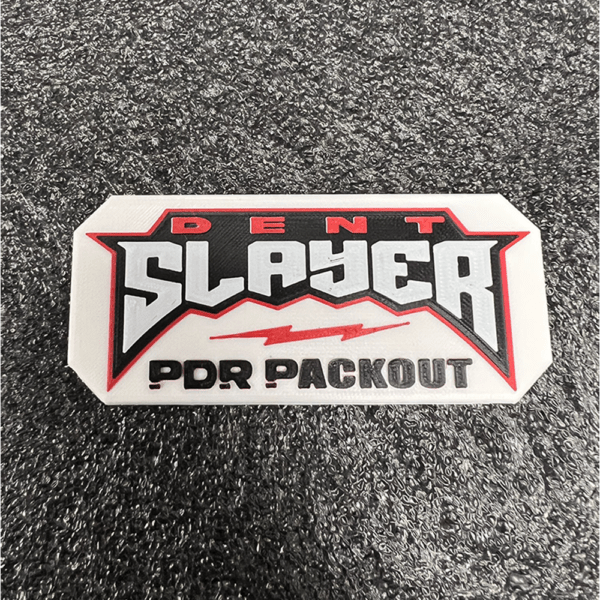 DENT
SLAYER
PDR PACKOUT